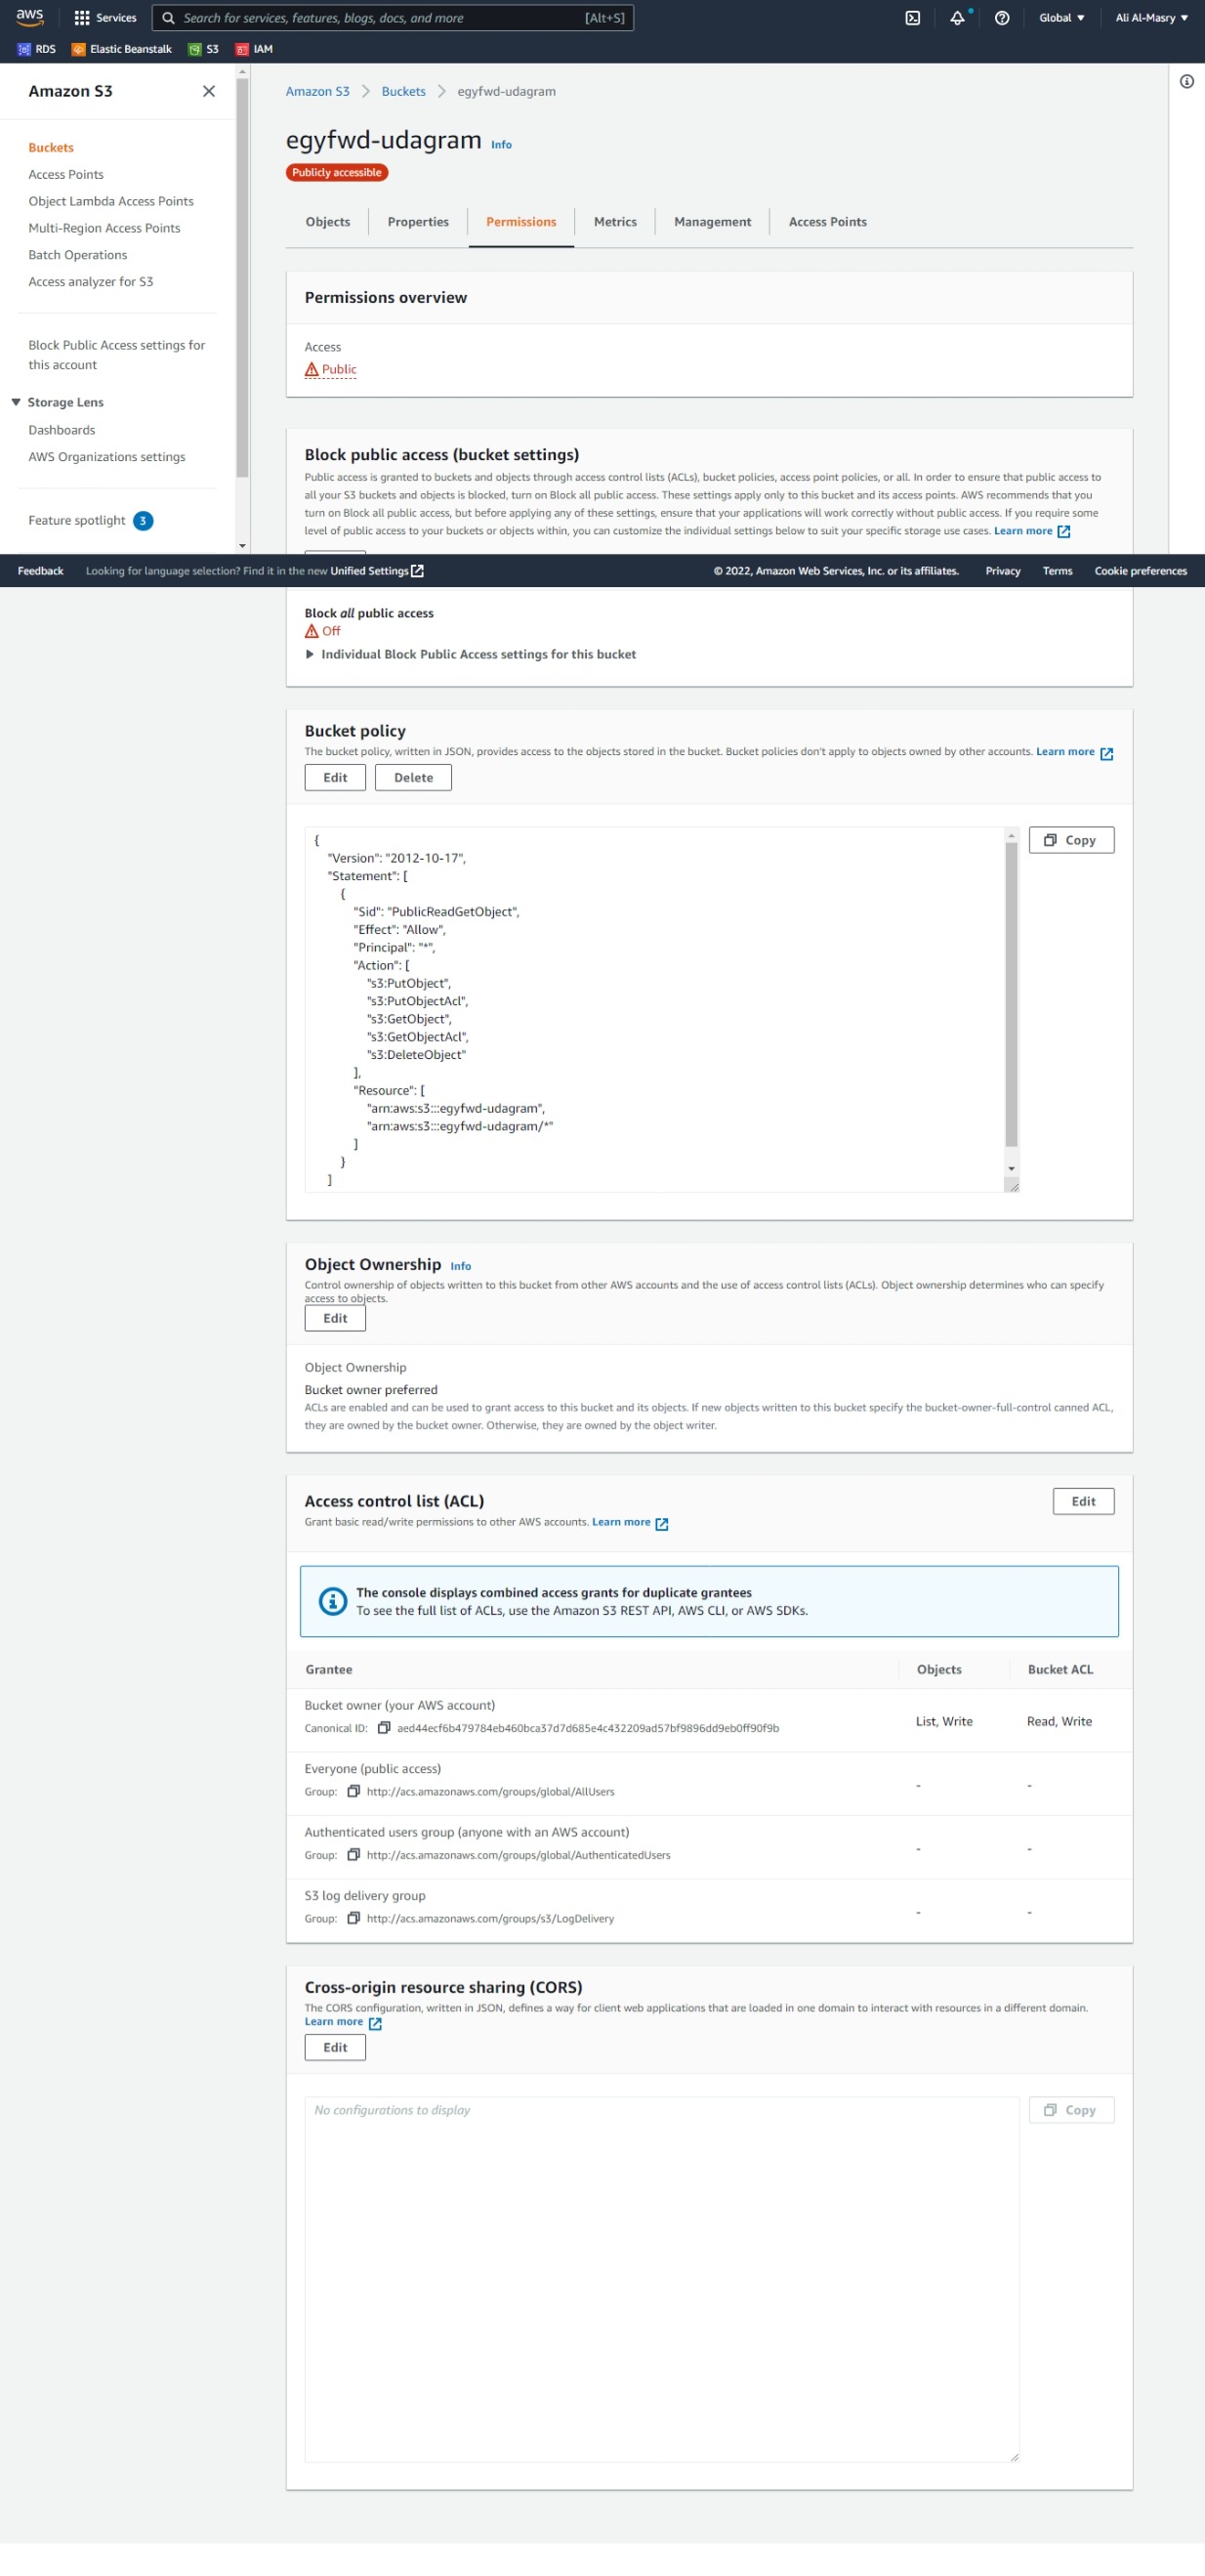 aws
Services
Search for services, features, blogs, docs, and more
[Alt+S]
Global
Ali Al-Masry
RDS
Elastic Beanstalk
S3
IAM
Amazon S3
Buckets
Access Points
Object Lambda Access Points
Multi-Region Access Points
Batch Operations
Access analyzer for S3
Block Public Access settings for
this account
Storage Lens
Dashboards
AWS Organizations settings
Feature spotlight 3
Amazon S3 > Buckets > egyfwd-udagram
egyfwd-udagram Info
Publicly accessible
Objects
Properties
Permissions
Metrics
Management
Access Points
Permissions overview
Access
Public
Block public access (bucket settings)
Public access is granted to buckets and objects through access control lists (ACLs), bucket policies, access point policies, or all. In order to ensure that public access to
all your S3 buckets and objects is blocked, turn on Block all public access. These settings apply only to this bucket and its access points. AWS recommends that you
turn on Block all public access, but before applying any of these settings, ensure that your applications will work correctly without public access. If you require some
level of public access to your buckets or objects within, you can customize the individual settings below to suit your specific storage use cases. Learn more
Feedback
Looking for language selection? Find it in the new Unified Settings
© 2022, Amazon Web Services, Inc. or its affiliates.
Privacy
Terms
Cookie preferences
Block all public access
Off
Individual Block Public Access settings for this bucket
Bucket policy
The bucket policy, written in JSON, provides access to the objects stored in the bucket. Bucket policies don't apply to objects owned by other accounts. Learn more
Edit
Delete
Copy
{
"Version": "2012-10-17",
"Statement": [
{
"Sid": "PublicReadGetObject",
"Effect": "Allow",
"Principal": "*",
"Action": [
"s3:PutObject",
"s3:PutObjectAcl",
"s3:GetObject",
"s3:GetObjectAcl",
"s3:DeleteObject"
],
"Resource": [
"arn:aws:s3:::egyfwd-udagram",
"arn:aws:s3:::egyfwd-udagram/*"
]
}
]
Object Ownership Info
Control ownership of objects written to this bucket from other AWS accounts and the use of access control lists (ACLs). Object ownership determines who can specify
access to objects.
Edit
Object Ownership
Bucket owner preferred
ACLs are enabled and can be used to grant access to this bucket and its objects. If new objects written to this bucket specify the bucket-owner-full-control canned ACL,
they are owned by the bucket owner. Otherwise, they are owned by the object writer.
Access control list (ACL)
Edit
Grant basic read/write permissions to other AWS accounts. Learn more
The console displays combined access grants for duplicate grantees
To see the full list of ACLs, use the Amazon S3 REST API, AWS CLI, or AWS SDKs.
Grantee
Objects
Bucket ACL
Bucket owner (your AWS account)
Canonical ID: aed44ecf6b479784eb460bca37d7d685e4c432209ad57bf9896dd9eb0ff90f9b
List, Write
Read, Write
Everyone (public access)
Group: http://acs.amazonaws.com/groups/global/AllUsers
-
-
Authenticated users group (anyone with an AWS account)
Group: http://acs.amazonaws.com/groups/global/AuthenticatedUsers
-
-
S3 log delivery group
Group: http://acs.amazonaws.com/groups/s3/LogDelivery
-
-
Cross-origin resource sharing (CORS)
The CORS configuration, written in JSON, defines a way for client web applications that are loaded in one domain to interact with resources in a different domain.
Learn more
Edit
No configurations to display
Copy